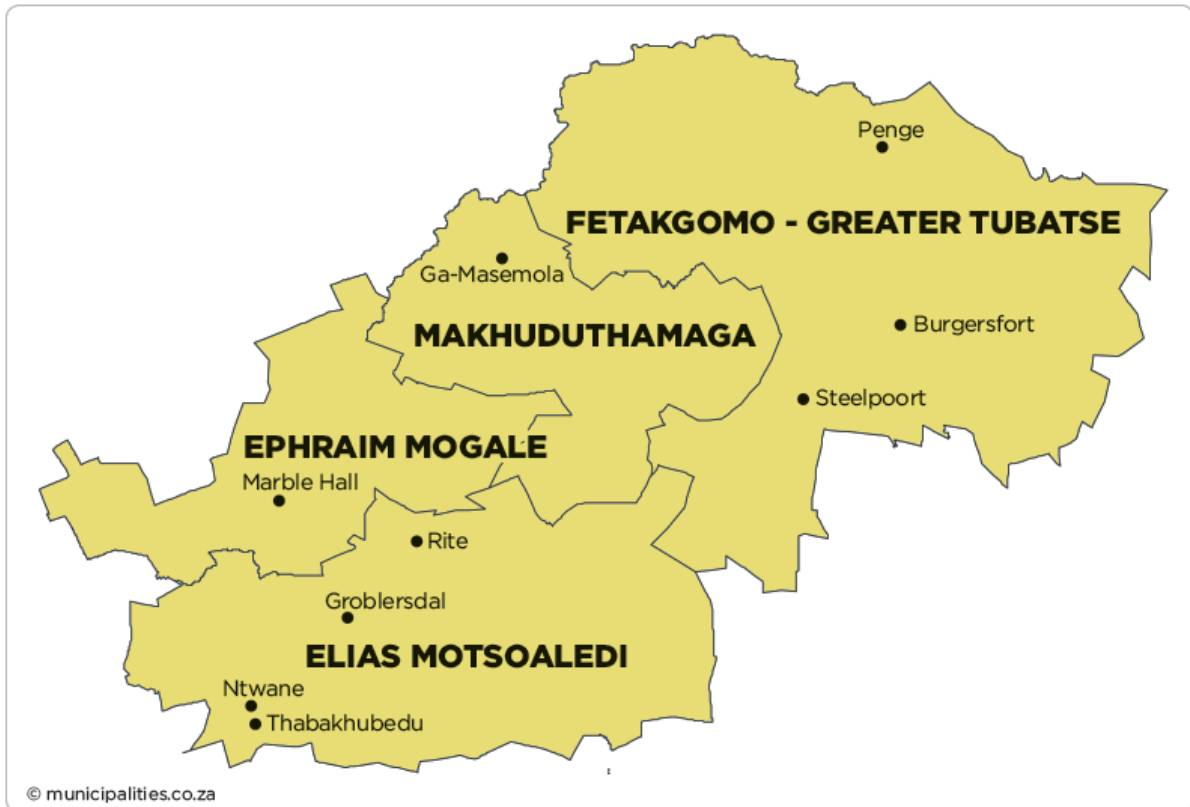 Penge
FETAKGOMO - GREATER TUBATSE
Ga-Masemola
Burgersfort
MAKHUDUTHAMAGA
Steelpoort
EPHRAIM MOGALE
Marble Hall
Rite
Groblersdal
ELIAS MOTSOALEDI
Ntwane
Thabakhubedu
© municipalities.co.za